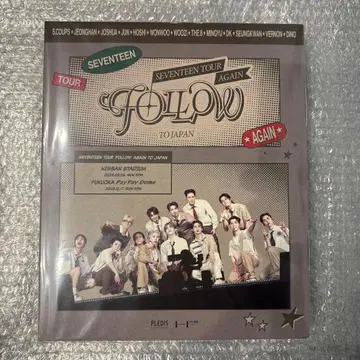 S.COUPS • JEONGHAN • JOSHUA • JUN • HOSHI • WONWOO • WOOZI • THE 8 • MINGYU • DK • SEUNGKWAN • VERNON • DINO
SEVENTEEN
TOUR
SEVENTEEN TOUR
AGAIN
FOLLOW
TO JAPAN
AGAIN
SEVENTEEN TOUR 'FOLLOW' AGAIN TO JAPAN
NISSAN STADIUM
FUKUOKA PayPay Dome
PLEDIS